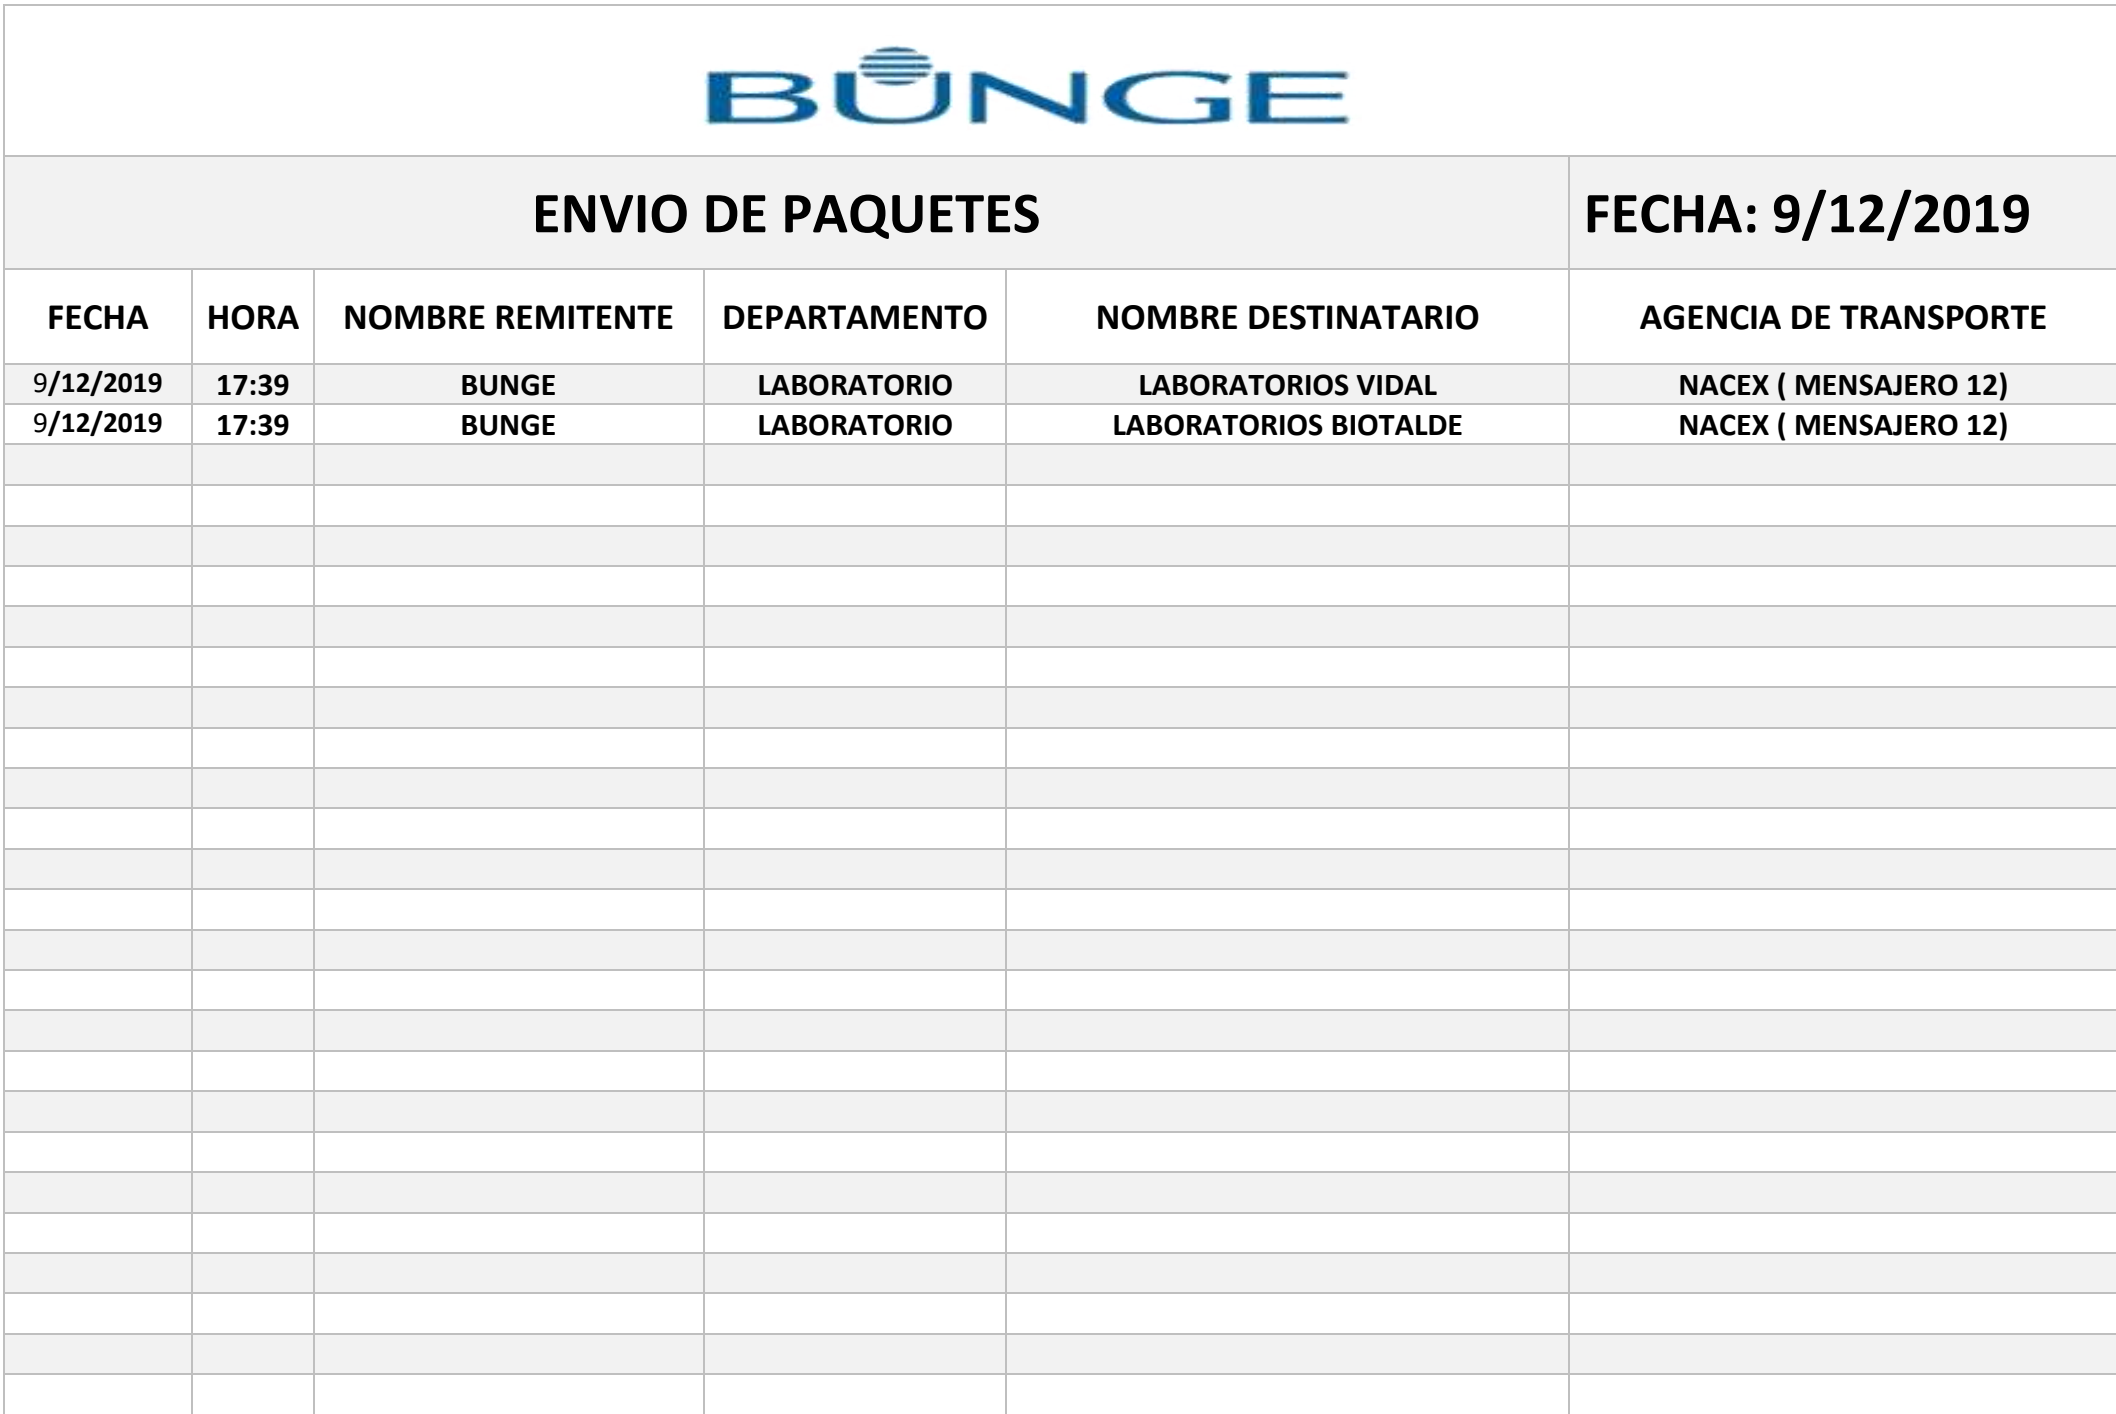 BUNGE
ENVIO DE PAQUETES FECHA: 9/12/2019
FECHA HORA NOMBRE REMITENTE DEPARTAMENTO NOMBRE DESTINATARIO AGENCIA DE TRANSPORTE
9/12/2019 17:39 BUNGE LABORATORIO LABORATORIOS VIDAL NACEX ( MENSAJERO 12)
9/12/2019 17:39 BUNGE LABORATORIO LABORATORIOS BIOTALDE NACEX ( MENSAJERO 12)